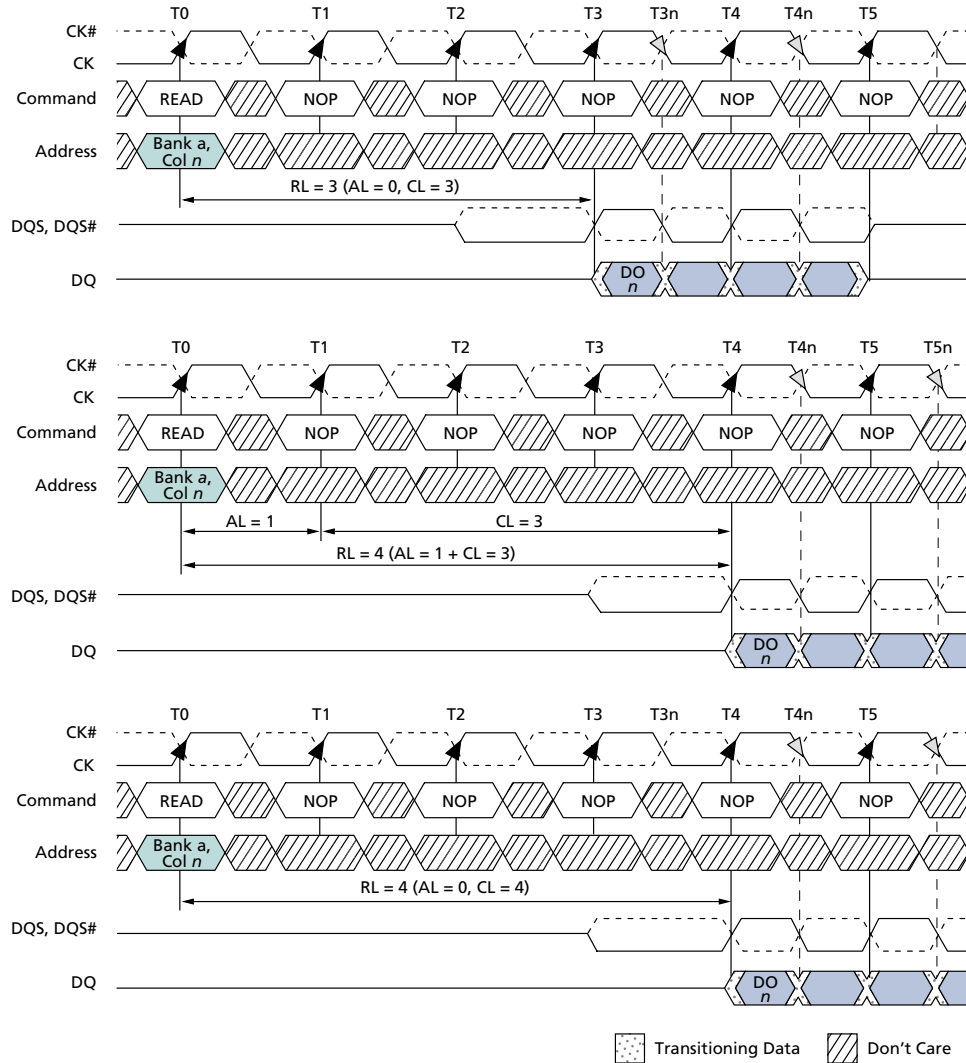 T0 T1 T2 T3 T3n T4 T4n T5
CK#
CK
Command READ NOP NOP NOP NOP NOP
Address Bank a,
Col n
RL = 3 (AL = 0, CL = 3)
DQS, DQS#
DQ DO
n
T0 T1 T2 T3 T4 T4n T5 T5n
CK#
CK
Command READ NOP NOP NOP NOP NOP
Address Bank a,
Col n
AL = 1 CL = 3
RL = 4 (AL = 1 + CL = 3)
DQS, DQS#
DQ DO
n
T0 T1 T2 T3 T3n T4 T4n T5
CK#
CK
Command READ NOP NOP NOP NOP NOP
Address Bank a,
Col n
RL = 4 (AL = 0, CL = 4)
DQS, DQS#
DQ DO
n
Transitioning Data Don't Care